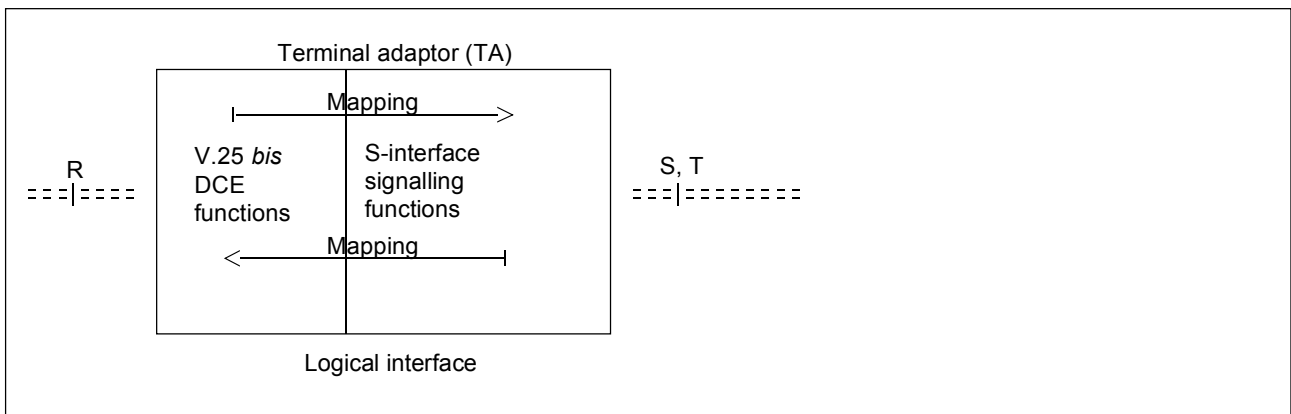 Terminal adaptor (TA)
Mapping
R
V.25 bis
DCE
functions
S-interface
signalling
functions
S, T
Mapping
Logical interface